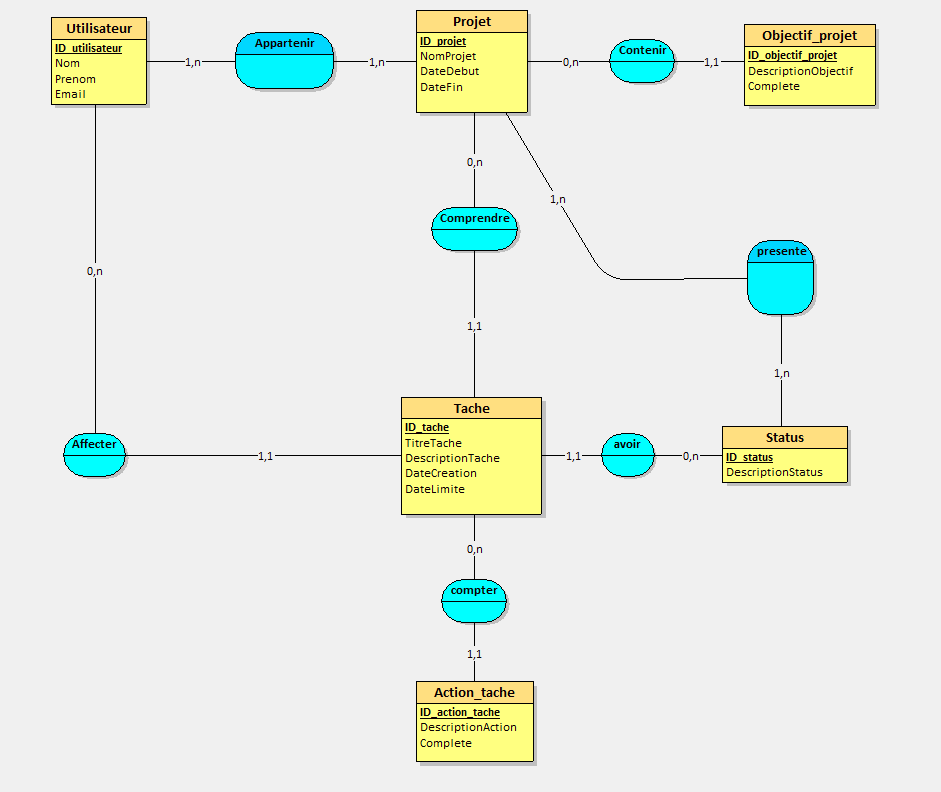 Utilisateur
ID_utilisateur
Nom
Prenom
Email
1,n
Appartenir
1,n
Projet
ID_projet
NomProjet
DateDebut
DateFin
0,n
Contenir
1,1
Objectif_projet
ID_objectif_projet
DescriptionObjectif
Complete
0,n
1,n
Comprendre
presente
0,n
1,1
1,n
Tache
ID_tache
TitreTache
DescriptionTache
DateCreation
DateLimite
Affecter
1,1
1,1
avoir
0,n
Status
ID_status
DescriptionStatus
0,n
compter
1,1
Action_tache
ID_action_tache
DescriptionAction
Complete